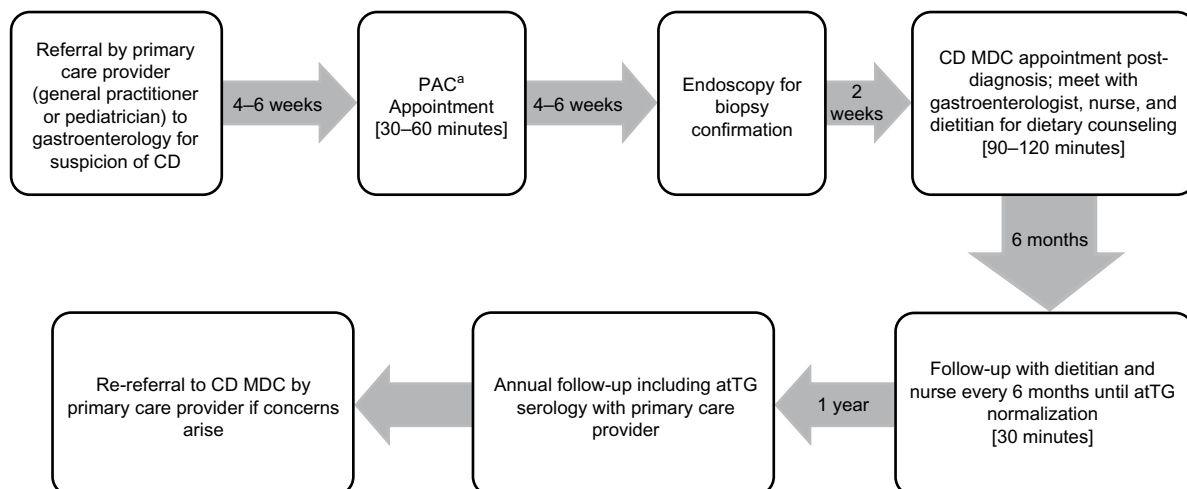 Referral by primary
care provider
(general practitioner
or pediatrician) to
gastroenterology for
suspicion of CD
4–6 weeks
PACa
Appointment
[30–60 minutes]
4–6 weeks
Endoscopy for
biopsy
confirmation
2
weeks
CD MDC appointment post-
diagnosis; meet with
gastroenterologist, nurse, and
dietitian for dietary counseling
[90–120 minutes]
6 months
Follow-up with dietitian and
nurse every 6 months until atTG
normalization
[30 minutes]
1 year
Annual follow-up including atTG
serology with primary care
provider
Re-referral to CD MDC by
primary care provider if concerns
arise